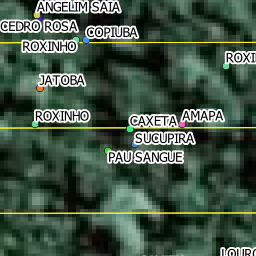 ANGELIM SAIA
CEDRO ROSA
COPIUBA
ROXINHO
ROXI
JATOBA
ROXINHO
CAXETA
AMAPA
SUCUPIRA
PAU SANGUE
LOURO